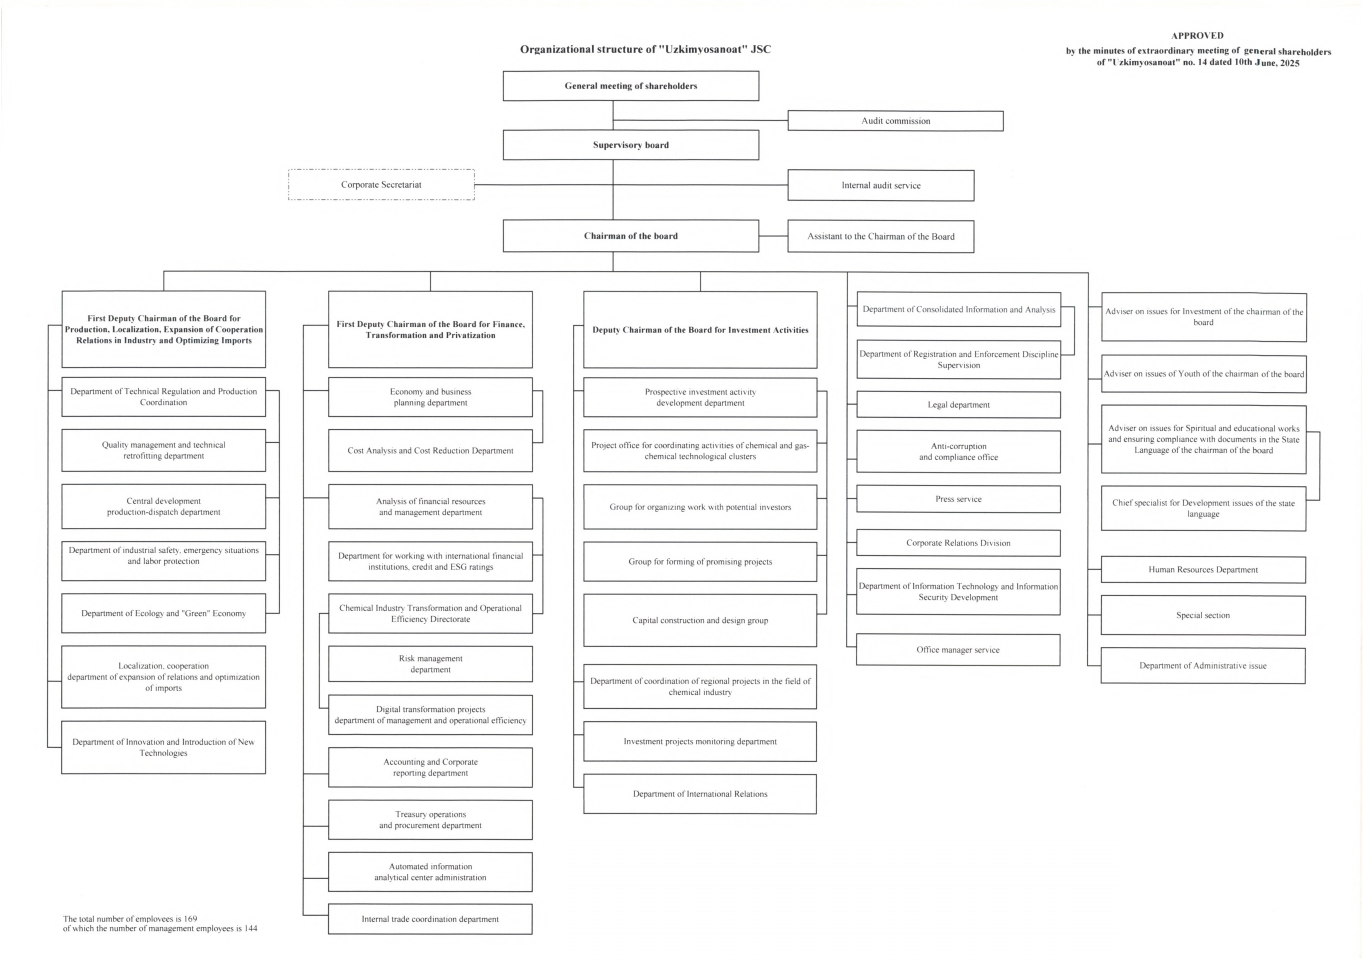 APPROVED
by the minutes of extraordinary meeting of general shareholders
of "Uzkimyosanoat" no. 14 dated 10th June, 2025
Organizational structure of "Uzkimyosanoat" JSC
General meeting of shareholders
Audit commission
Supervisory board
Corporate Secretariat
Internal audit service
Chairman of the board
Assistant to the Chairman of the Board
First Deputy Chairman of the Board for
Production, Localization, Expansion of Cooperation
Relations in Industry and Optimizing Imports
Department of Technical Regulation and Production
Coordination
Quality management and technical
retrofitting department
Central development
production-dispatch department
Department of industrial safety, emergency situations
and labor protection
Department of Ecology and "Green" Economy
Localization, cooperation
department of expansion of relations and optimization
of imports
Department of Innovation and Introduction of New
Technologies
First Deputy Chairman of the Board for Finance,
Transformation and Privatization
Economy and business
planning department
Cost Analysis and Cost Reduction Department
Analysis of financial resources
and management department
Department for working with international financial
institutions, credit and ESG ratings
Chemical Industry Transformation and Operational
Efficiency Directorate
Risk management
department
Digital transformation projects
department of management and operational efficiency
Accounting and Corporate
reporting department
Treasury operations
and procurement department
Automated information
analytical center administration
Internal trade coordination department
Deputy Chairman of the Board for Investment Activities
Prospective investment activity
development department
Project office for coordinating activities of chemical and gas-
chemical technological clusters
Group for organizing work with potential investors
Group for forming of promising projects
Capital construction and design group
Department of coordination of regional projects in the field of
chemical industry
Investment projects monitoring department
Department of International Relations
Department of Consolidated Information and Analysis
Department of Registration and Enforcement Discipline
Supervision
Legal department
Anti-corruption
and compliance office
Press service
Corporate Relations Division
Department of Information Technology and Information
Security Development
Office manager service
Adviser on issues for Investment of the chairman of the
board
Adviser on issues of Youth of the chairman of the board
Adviser on issues for Spiritual and educational works
and ensuring compliance with documents in the State
Language of the chairman of the board
Chief specialist for Development issues of the state
language
Human Resources Department
Special section
Department of Administrative issue
The total number of employees is 169
of which the number of management employees is 144